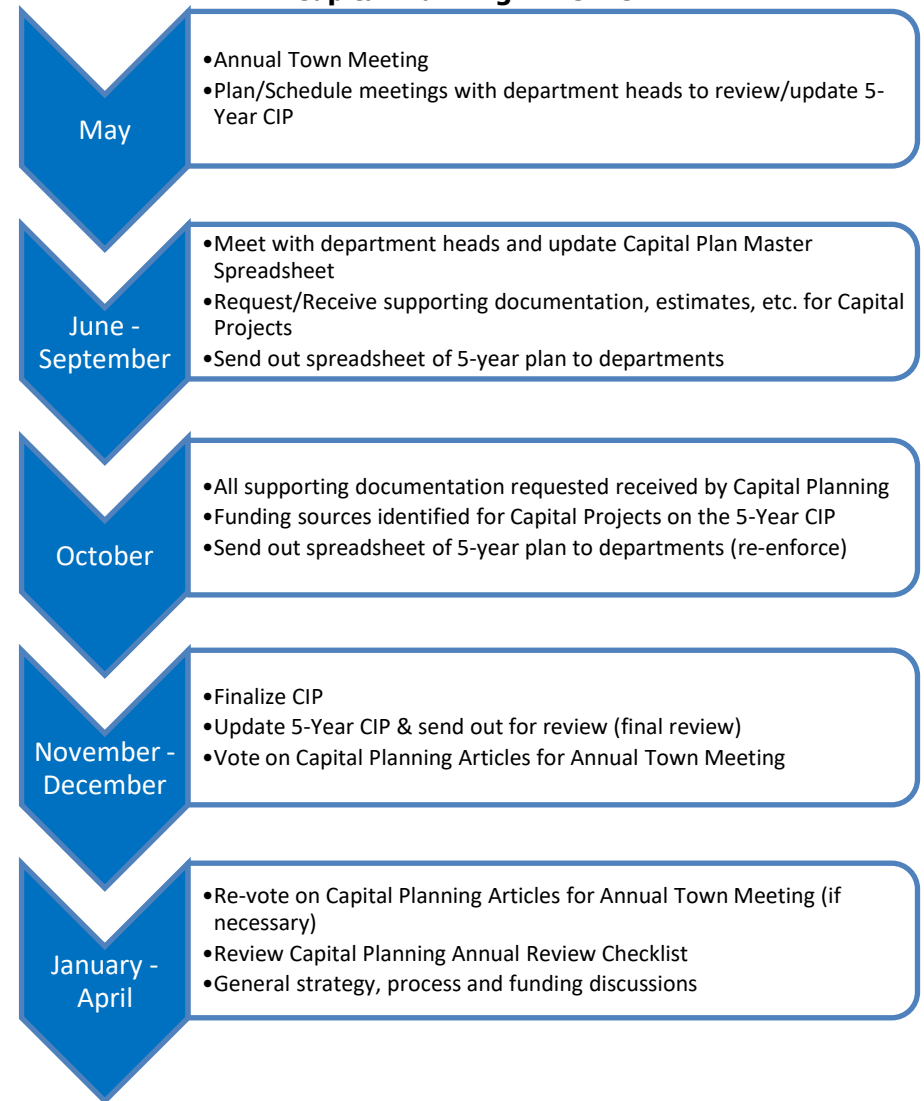 May
•Annual Town Meeting
•Plan/Schedule meetings with department heads to review/update 5-
Year CIP
June -
September
•Meet with department heads and update Capital Plan Master
Spreadsheet
•Request/Receive supporting documentation, estimates, etc. for Capital
Projects
•Send out spreadsheet of 5-year plan to departments
October
•All supporting documentation requested received by Capital Planning
•Funding sources identified for Capital Projects on the 5-Year CIP
•Send out spreadsheet of 5-year plan to departments (re-enforce)
November -
December
•Finalize CIP
•Update 5-Year CIP & send out for review (final review)
•Vote on Capital Planning Articles for Annual Town Meeting
January -
April
•Re-vote on Capital Planning Articles for Annual Town Meeting (if
necessary)
•Review Capital Planning Annual Review Checklist
•General strategy, process and funding discussions